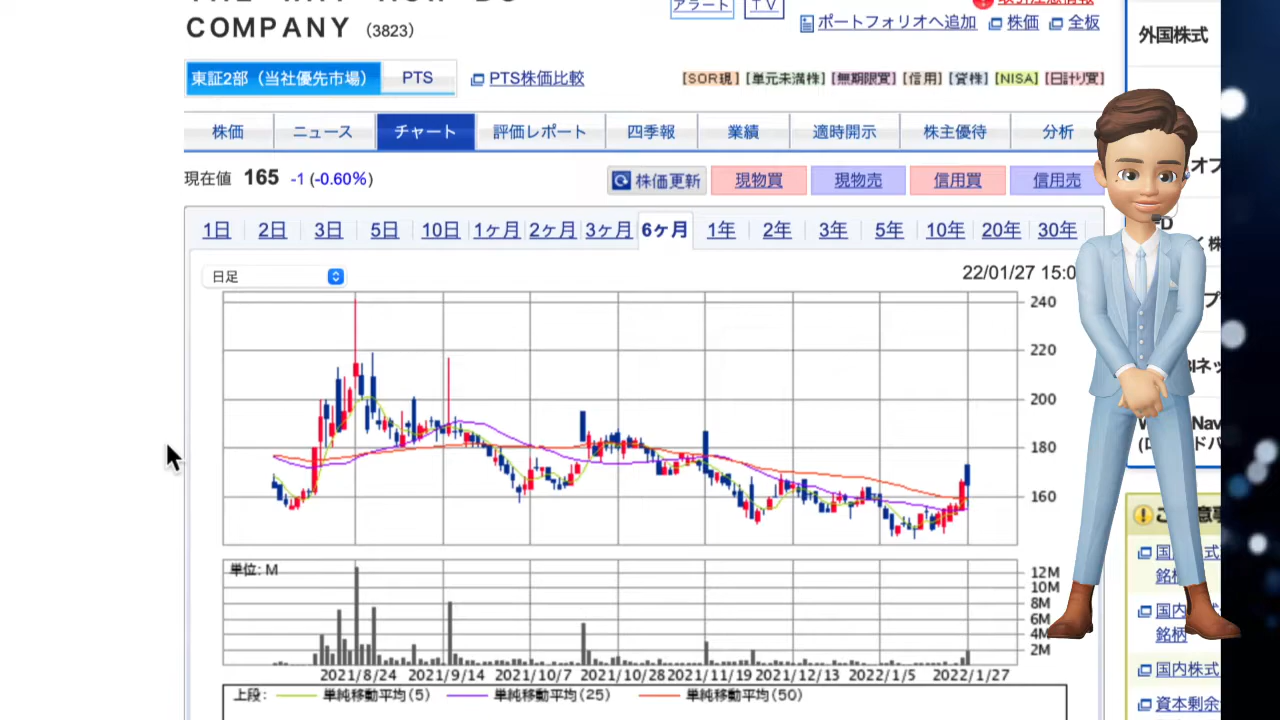 アラート
TV
COMPANY (3823)
ポートフォリオへ追加 株価 全板
外国株式
東証2部（当社優先市場） PTS PTS株価比較
[SOR現] [単元未満株] [無期限買] [信用] [貸株] [NISA] [日計り買]
株価 ニュース チャート 評価レポート 四季報 業績 適時開示 株主優待 分析
現在値 165 -1 (-0.60%)
株価更新 現物買 現物売 信用買 信用売
1日 2日 3日 5日 10日 1ヶ月 2ヶ月 3ヶ月 6ヶ月 1年 2年 3年 5年 10年 20年 30年
日足
22/01/27 15:0
240
220
200
180
160
単位: M
12M
10M
8M
6M
4M
2M
2021/8/24 2021/9/14 2021/10/7 2021/10/28 2021/11/19 2021/12/13 2022/1/5 2022/1/27
上段: 単純移動平均(5) 単純移動平均(25) 単純移動平均(50)
銘柄
国内
銘柄
国内株式
資本剰余